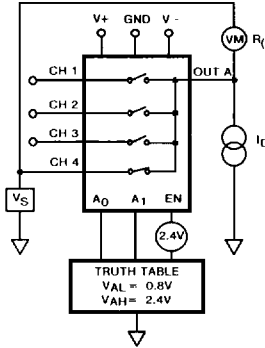 V+ GND V -
VM R(
CH 1 OUT A
CH 2
CH 3 I
CH 4
VS A0 A1 EN
2.4V
TRUTH TABLE
VAL = 0.8V
VAH = 2.4V